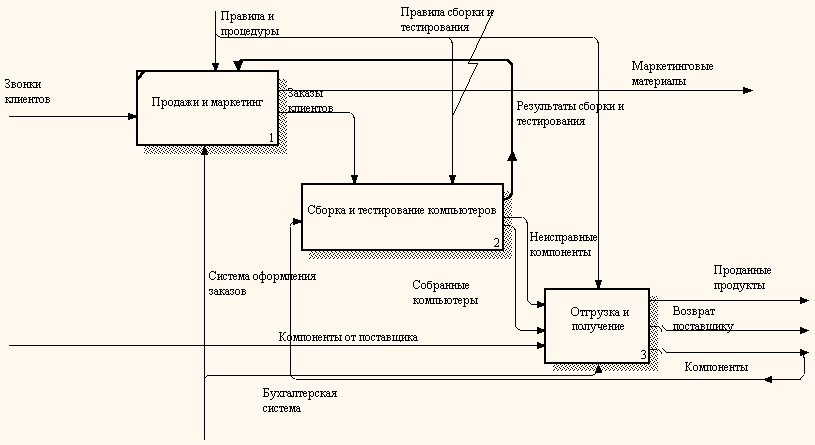 Правила и
процедуры
Правила сборки и
тестирования
Звонки
клиентов
Продажи и маркетинг
1
Заказы
клиентов
Маркетинговые
материалы
Результаты сборки и
тестирования
Сборка и тестирование компьютеров
2
Неисправные
компоненты
Система оформления
заказов
Собранные
компьютеры
Проданные
продукты
Отгрузка и
получение
3
Возврат
поставщику
Компоненты от поставщика
Компоненты
Бухгалтерская
система